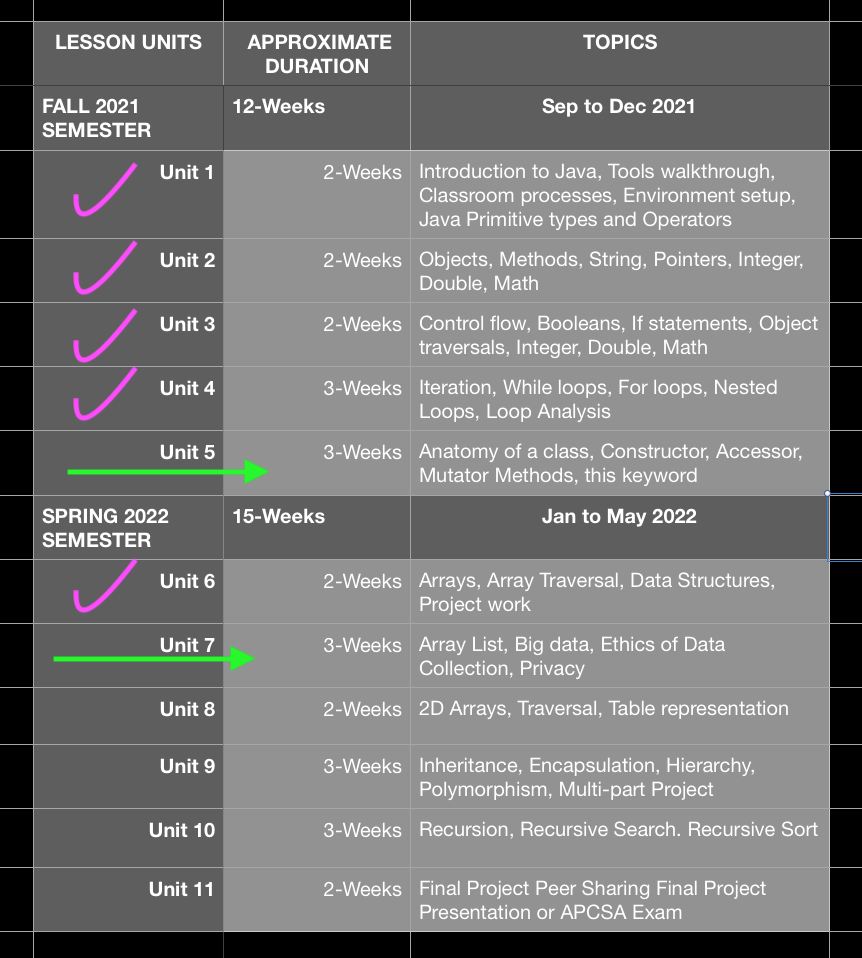 LESSON UNITS
APPROXIMATE
DURATION
TOPICS
FALL 2021
SEMESTER
12-Weeks
Sep to Dec 2021
Unit 1
2-Weeks
Introduction to Java, Tools walkthrough,
Classroom processes, Environment setup,
Java Primitive types and Operators
Unit 2
2-Weeks
Objects, Methods, String, Pointers, Integer,
Double, Math
Unit 3
2-Weeks
Control flow, Booleans, If statements, Object
traversals, Integer, Double, Math
Unit 4
3-Weeks
Iteration, While loops, For loops, Nested
Loops, Loop Analysis
Unit 5
3-Weeks
Anatomy of a class, Constructor, Accessor,
Mutator Methods, this keyword
SPRING 2022
SEMESTER
15-Weeks
Jan to May 2022
Unit 6
2-Weeks
Arrays, Array Traversal, Data Structures,
Project work
Unit 7
3-Weeks
Array List, Big data, Ethics of Data
Collection, Privacy
Unit 8
2-Weeks
2D Arrays, Traversal, Table representation
Unit 9
3-Weeks
Inheritance, Encapsulation, Hierarchy,
Polymorphism, Multi-part Project
Unit 10
3-Weeks
Recursion, Recursive Search. Recursive Sort
Unit 11
2-Weeks
Final Project Peer Sharing Final Project
Presentation or APCSA Exam